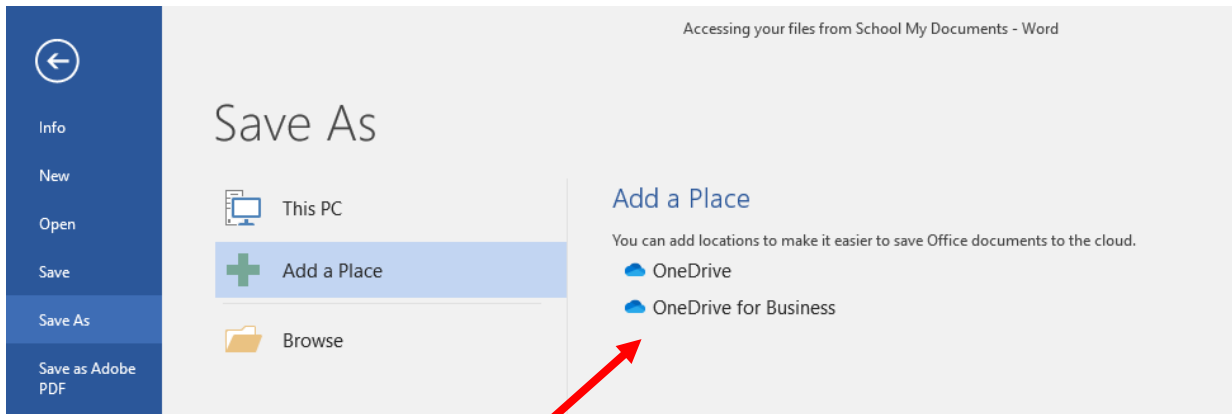 Accessing your files from School My Documents - Word
Info
New
Open
Save
Save As
Save as Adobe
PDF
Save As
This PC
Add a Place
Browse
Add a Place
You can add locations to make it easier to save Office documents to the cloud.
OneDrive
OneDrive for Business